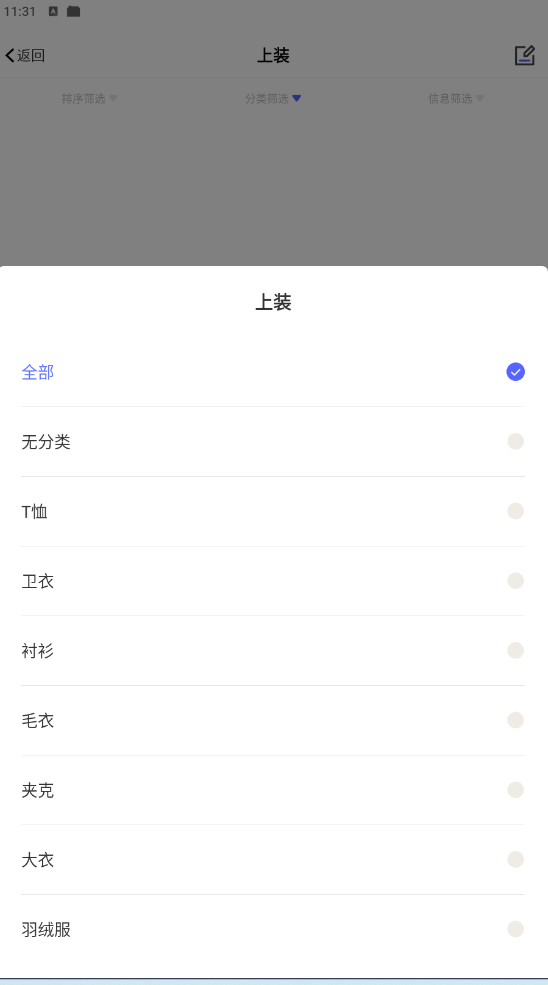 11:31
返回
上装
排序筛选 分类筛选 信息筛选
上装
全部
无分类
T恤
卫衣
衬衫
毛衣
夹克
大衣
羽绒服